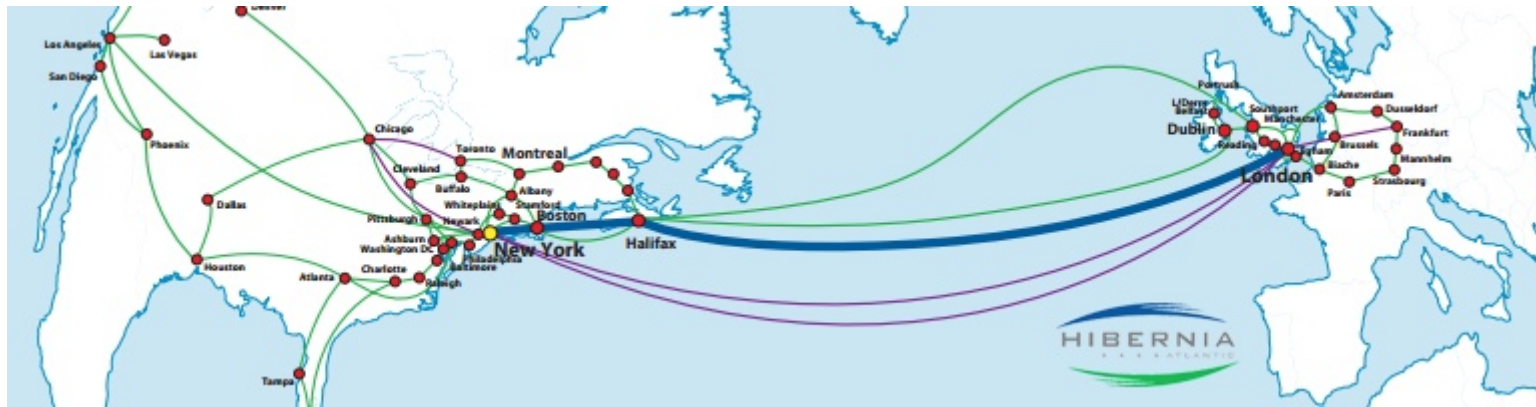 Denver
Los Angeles
Las Vegas
San Diego
Phoenix
Chicago
Dallas
Houston
Toronto
Cleveland
Buffalo
Montreal
Albany
Whiteplains
Stamford
Pittsburgh
Newark
Boston
Ashburn
Washington DC
New York
Philadelphia
Baltimore
Halifax
Atlanta
Charlotte
Raleigh
Tampa
Portrush
L/Derry
Belfast
Southport
Manchester
Dublin
Reading
London
Amsterdam
Dusseldorf
Frankfurt
Brussels
Mannheim
Blache
Paris
Strasbourg
HIBERNIA
ATLANTIC